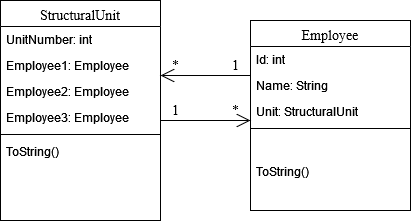 StructuralUnit
UnitNumber: int
Employee1: Employee
Employee2: Employee
Employee3: Employee
ToString()
* 1
1 *
Employee
Id: int
Name: String
Unit: StructuralUnit
ToString()